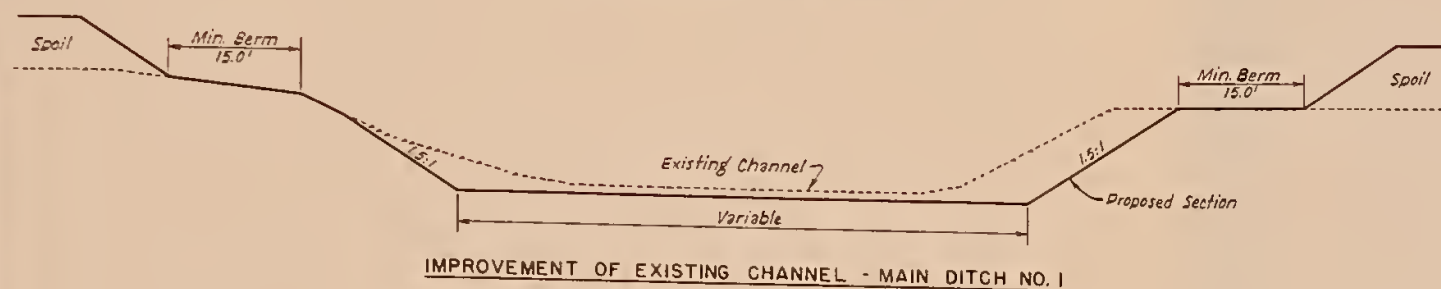 Spoil
Min. Berm
15.0'
Min. Berm
15.0'
Spoil
1.5:1
Existing Channel
1.5:1
Proposed Section
Variable
IMPROVEMENT OF EXISTING CHANNEL - MAIN DITCH NO. 1